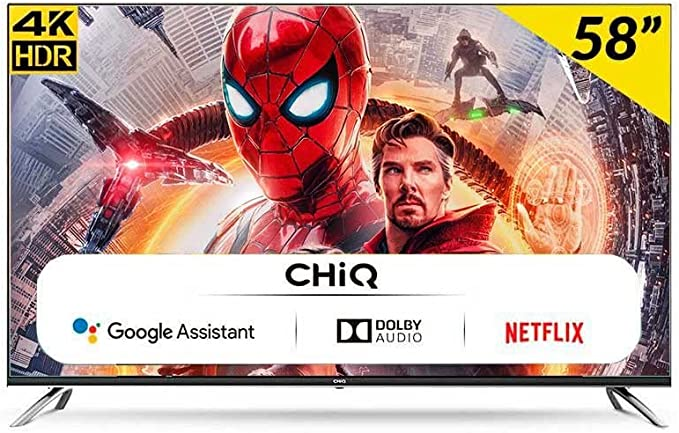 4K
HDR
58”
CHiQ
Google Assistant
DOLBY
AUDIO
NETFLIX
CHiQ